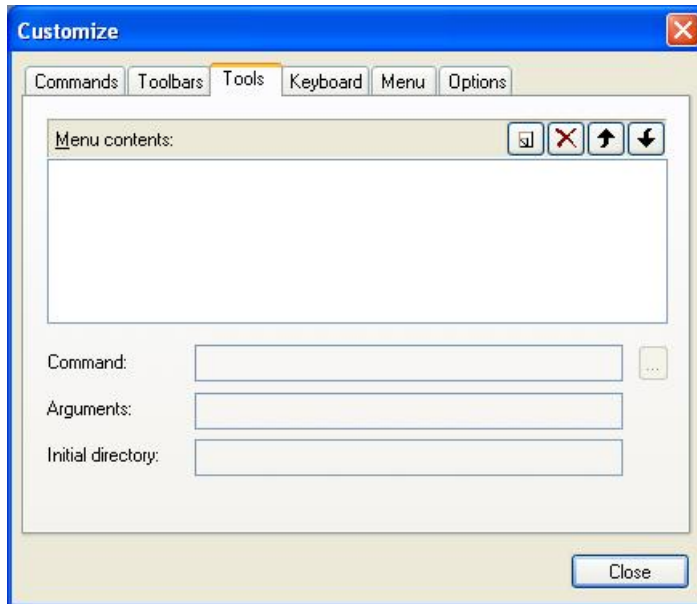 Customize
Commands Toolbars Tools Keyboard Menu Options
Menu contents:
Command:
...
Arguments:
Initial directory:
Close